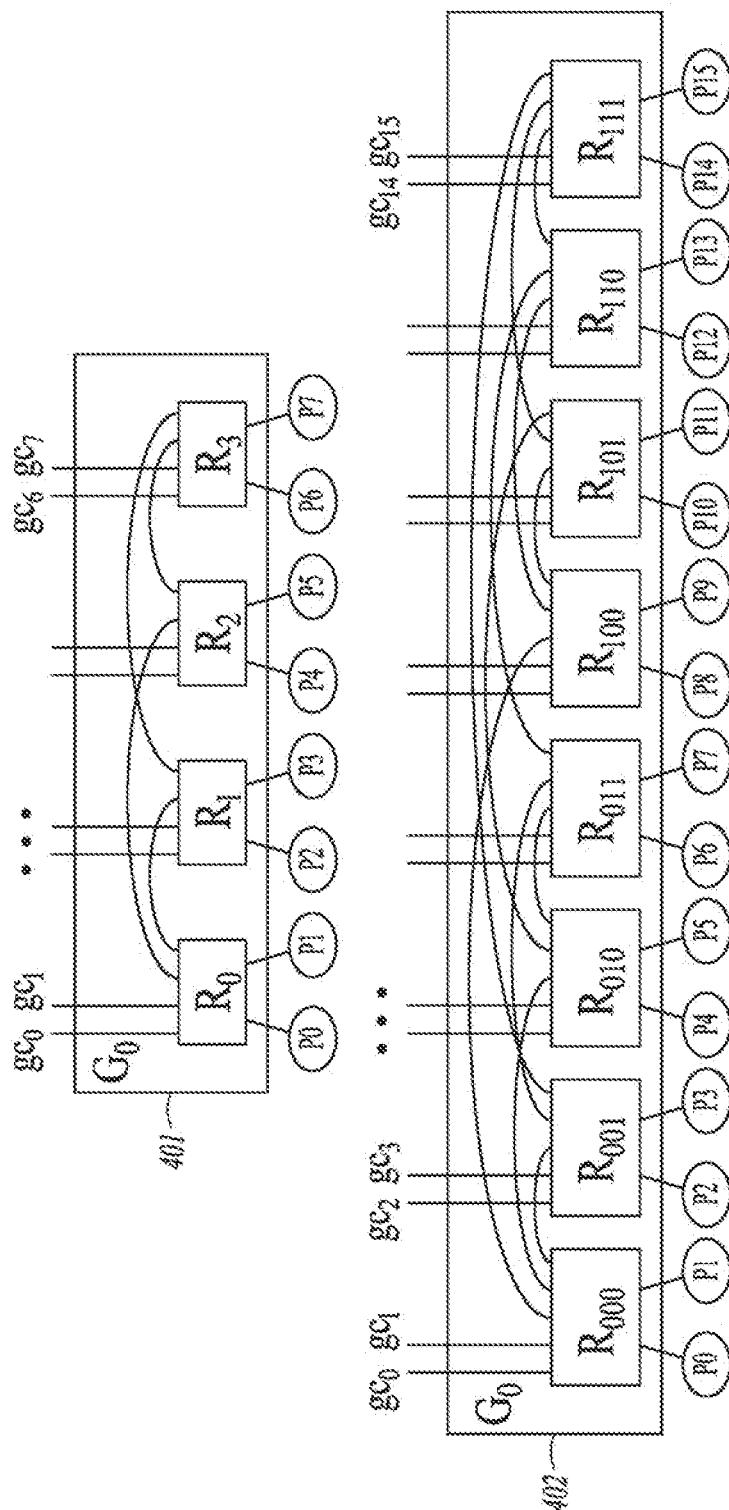 gc₀ gc₁ • • • gc₆ gc₇
G₀
R₀ R₁ R₂ R₃
P0 P1 P2 P3 P4 P5 P6 P7
401
gc₀ gc₁ gc₂ gc₃ • • • gc₁₄ gc₁₅
G₀
R₀₀₀ R₀₀₁ R₀₁₀ R₀₁₁ R₁₀₀ R₁₀₁ R₁₁₀ R₁₁₁
P0 P1 P2 P3 P4 P5 P6 P7 P8 P9 P10 P11 P12 P13 P14 P15
402